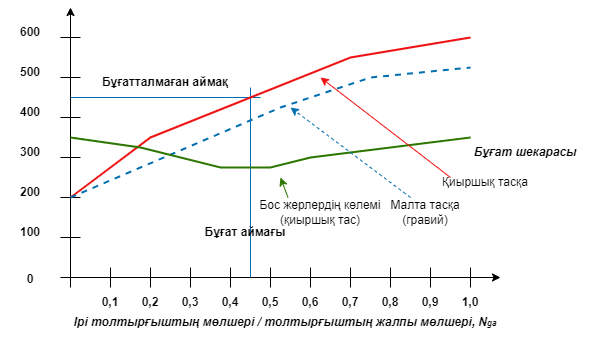 600
500
400
300
200
100
0
Бұғатталмаған аймақ
Бұғат шекарасы
Қиыршық тасқа
Бос жерлердің көлемі
(қиыршық тас)
Малта тасқа
(гравий)
Бұғат аймағы
0,1 0,2 0,3 0,4 0,5 0,6 0,7 0,8 0,9 1,0
Ірі толтырғыштың мөлшері / толтырғыштың жалпы мөлшері, Nga